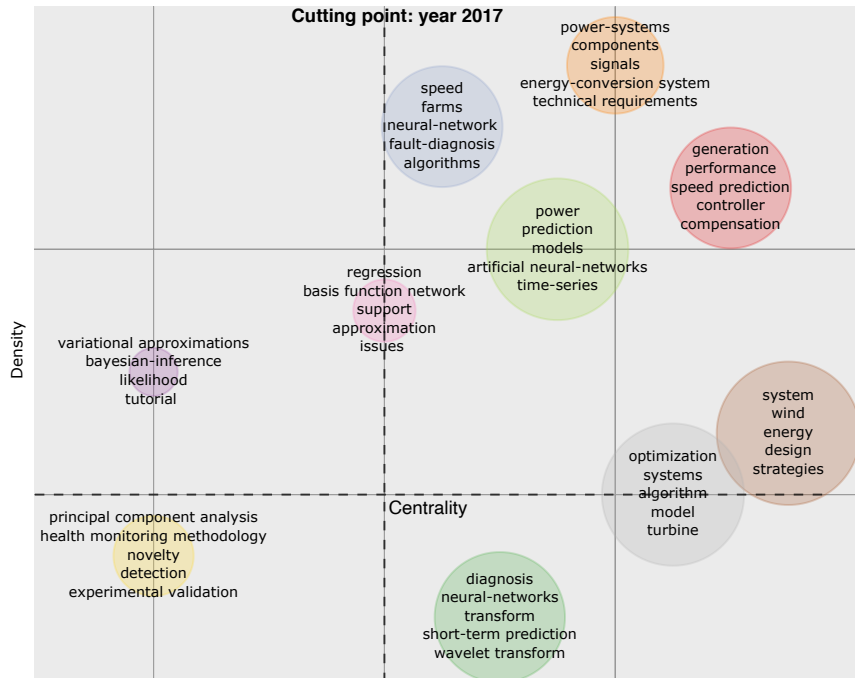 Cutting point: year 2017
power-systems
components
signals
energy-conversion system
technical requirements
speed
farms
neural-network
fault-diagnosis
algorithms
generation
performance
speed prediction
controller
compensation
power
prediction
models
artificial neural-networks
time-series
regression
basis function network
support
approximation
issues
Density
variational approximations
bayesian-inference
likelihood
tutorial
system
wind
energy
design
strategies
optimization
systems
algorithm
model
turbine
Centrality
principal component analysis
health monitoring methodology
novelty
detection
experimental validation
diagnosis
neural-networks
transform
short-term prediction
wavelet transform